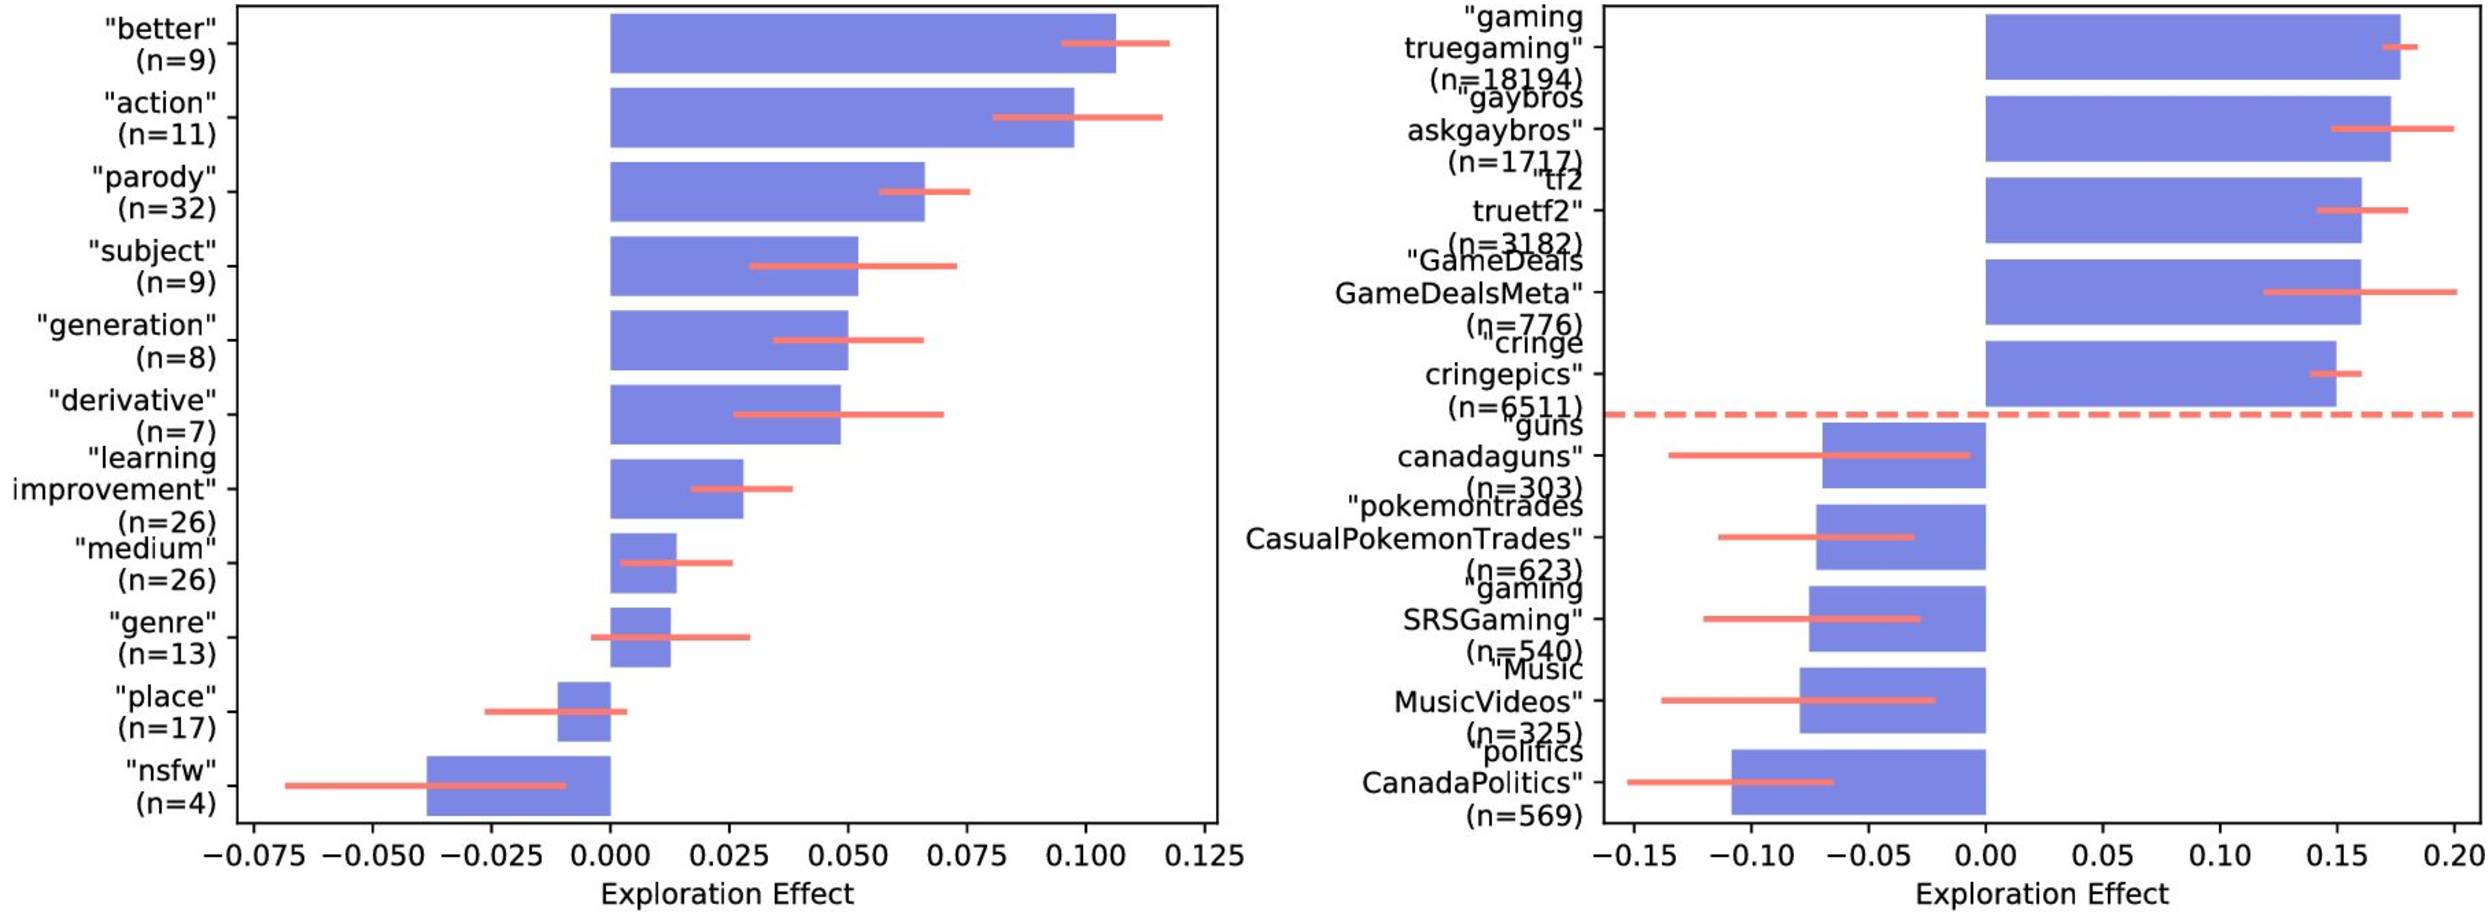 "better"
(n=9)
"action"
(n=11)
"parody"
(n=32)
"subject"
(n=9)
"generation"
(n=8)
"derivative"
(n=7)
"learning
improvement"
(n=26)
"medium"
(n=26)
"genre"
(n=13)
"place"
(n=17)
"nsfw"
(n=4)
−0.075 −0.050 −0.025 0.000 0.025 0.050 0.075 0.100 0.125
Exploration Effect
"gaming
truegaming"
(n=18194)
"gaybros
askgaybros"
(n=1717)
"tf2
truetf2"
(n=3182)
"GameDeals
GameDealsMeta"
(n=776)
"cringe
cringepics"
(n=6511)
"guns
canadaguns"
(n=303)
"pokemontrades
CasualPokemonTrades"
(n=623)
"gaming
SRSGaming"
(n=540)
"Music
MusicVideos"
(n=325)
"politics
CanadaPolitics"
(n=569)
−0.15 −0.10 −0.05 0.00 0.05 0.10 0.15 0.20
Exploration Effect